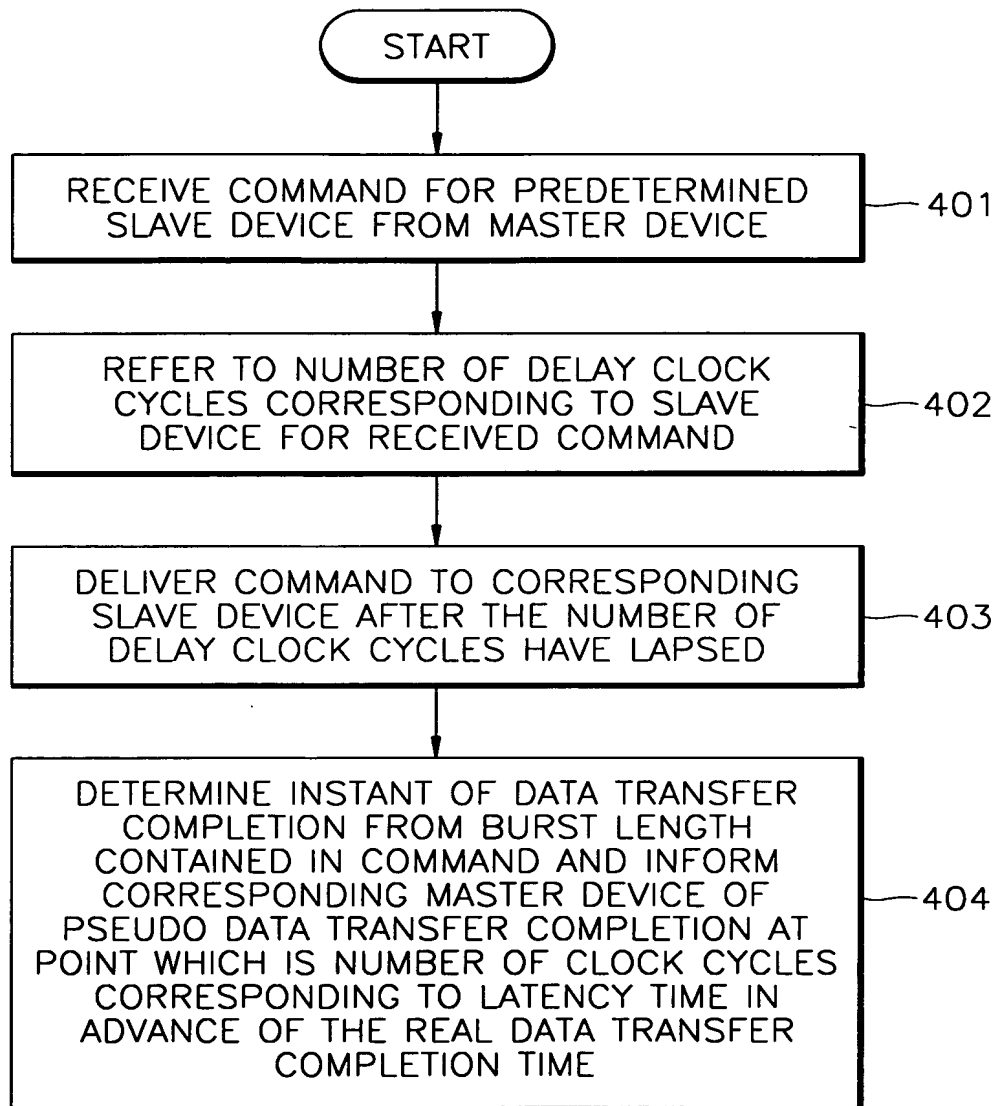 START
RECEIVE COMMAND FOR PREDETERMINED
SLAVE DEVICE FROM MASTER DEVICE
401
REFER TO NUMBER OF DELAY CLOCK
CYCLES CORRESPONDING TO SLAVE
DEVICE FOR RECEIVED COMMAND
402
DELIVER COMMAND TO CORRESPONDING
SLAVE DEVICE AFTER THE NUMBER OF
DELAY CLOCK CYCLES HAVE LAPSED
403
DETERMINE INSTANT OF DATA TRANSFER
COMPLETION FROM BURST LENGTH
CONTAINED IN COMMAND AND INFORM
CORRESPONDING MASTER DEVICE OF
PSEUDO DATA TRANSFER COMPLETION AT
POINT WHICH IS NUMBER OF CLOCK CYCLES
CORRESPONDING TO LATENCY TIME IN
ADVANCE OF THE REAL DATA TRANSFER
COMPLETION TIME
404